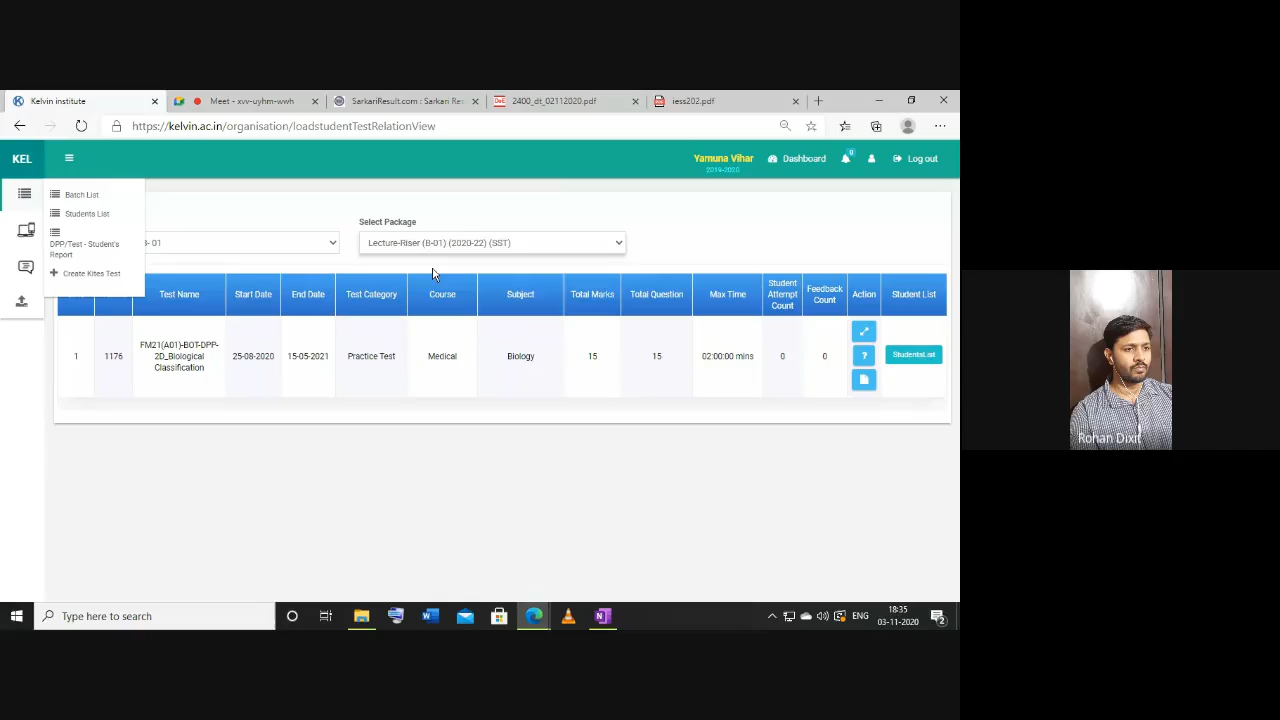 Kelvin institute
Meet - xvv-uyhm-wwh
SarkariResult.com : Sarkari Res
2400_dt_02112020.pdf
iess202.pdf
https://kelvin.ac.in/organisation/loadstudentTestRelationView
KEL
Yamuna Vihar
2019-2020
Dashboard
0
Log out
Batch List
Students List
DPP/Test - Student's
Report
Create Kites Test
Select Package
B- 01
Lecture-Riser (B-01) (2020-22) (SST)
Test Name
Start Date
End Date
Test Category
Course
Subject
Total Marks
Total Question
Max Time
Student
Attempt
Count
Feedback
Count
Action
Student List
1
1176
FM21(A01)-BOT-DPP-
2D_Biological
Classification
25-08-2020
15-05-2021
Practice Test
Medical
Biology
15
15
02:00:00 mins
0
0
?
StudentsList
Rohan Dixit
Type here to search
ENG
18:35
03-11-2020
2